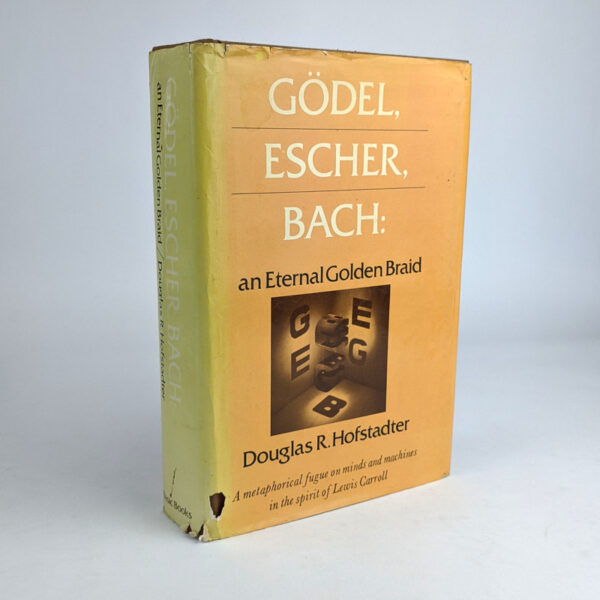 GÖDEL,
ESCHER,
BACH:
an Eternal Golden Braid
G
E
E
G
B
Douglas R. Hofstadter
A metaphorical fugue on minds and machines
in the spirit of Lewis Carroll
GÖDEL, ESCHER, BACH:
an Eternal Golden Braid / Douglas R. Hofstadter
Books